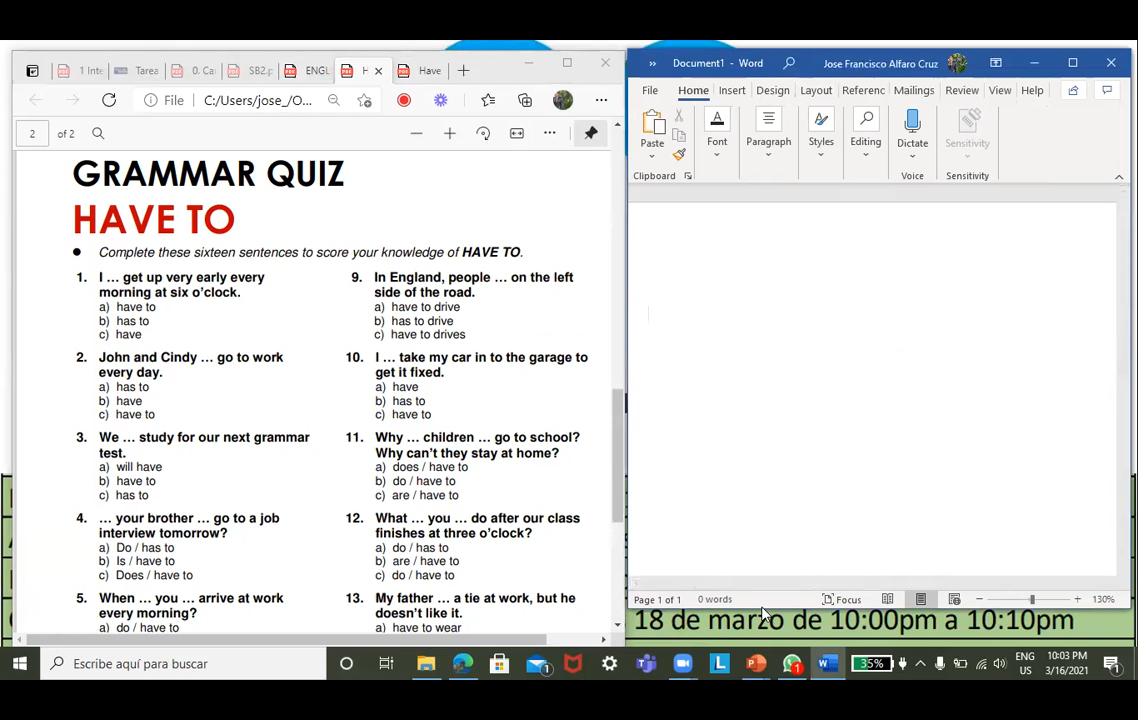 1 Inte
Tarea
0. Ca
SB2.p
ENGL
H
Have
File
C:/Users/jose_/O...
2
of 2
GRAMMAR QUIZ
HAVE TO
Complete these sixteen sentences to score your knowledge of HAVE TO.
1. I ... get up very early every
morning at six o'clock.
a) have to
b) has to
c) have
2. John and Cindy ... go to work
every day.
a) has to
b) have
c) have to
3. We ... study for our next grammar
test.
a) will have
b) have to
c) has to
4. ... your brother ... go to a job
interview tomorrow?
a) Do / has to
b) Is / have to
c) Does / have to
5. When ... you ... arrive at work
every morning?
a) do / have to
9. In England, people ... on the left
side of the road.
a) have to drive
b) has to drive
c) have to drives
10. I ... take my car in to the garage to
get it fixed.
a) have
b) has to
c) have to
11. Why ... children ... go to school?
Why can't they stay at home?
a) does / have to
b) do / have to
c) are / have to
12. What ... you ... do after our class
finishes at three o'clock?
a) do / has to
b) are / have to
c) do / have to
13. My father ... a tie at work, but he
doesn't like it.
a) have to wear
Document1 - Word
Jose Francisco Alfaro Cruz
File Home Insert Design Layout Referenc Mailings Review View Help
Paste
Font
Paragraph
Styles
Editing
Dictate
Sensitivity
Clipboard
Voice
Sensitivity
Page 1 of 1
0 words
Focus
130%
18 de marzo de 10:00pm a 10:10pm
Escribe aquí para buscar
35%
ENG
US
10:03 PM
3/16/2021